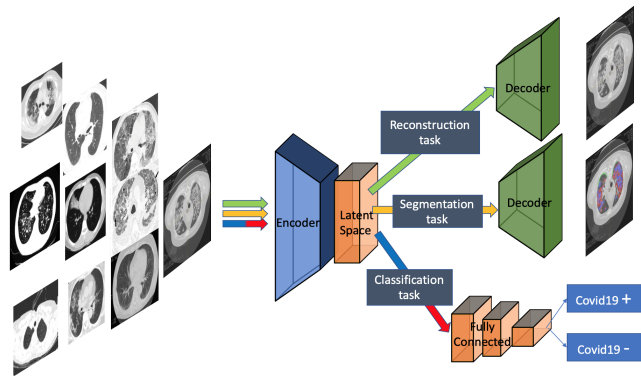 Decoder
Reconstruction
task
Decoder
Encoder
Latent
Space
Segmentation
task
Classification
task
Fully
Connected
Covid19 +
Covid19 -